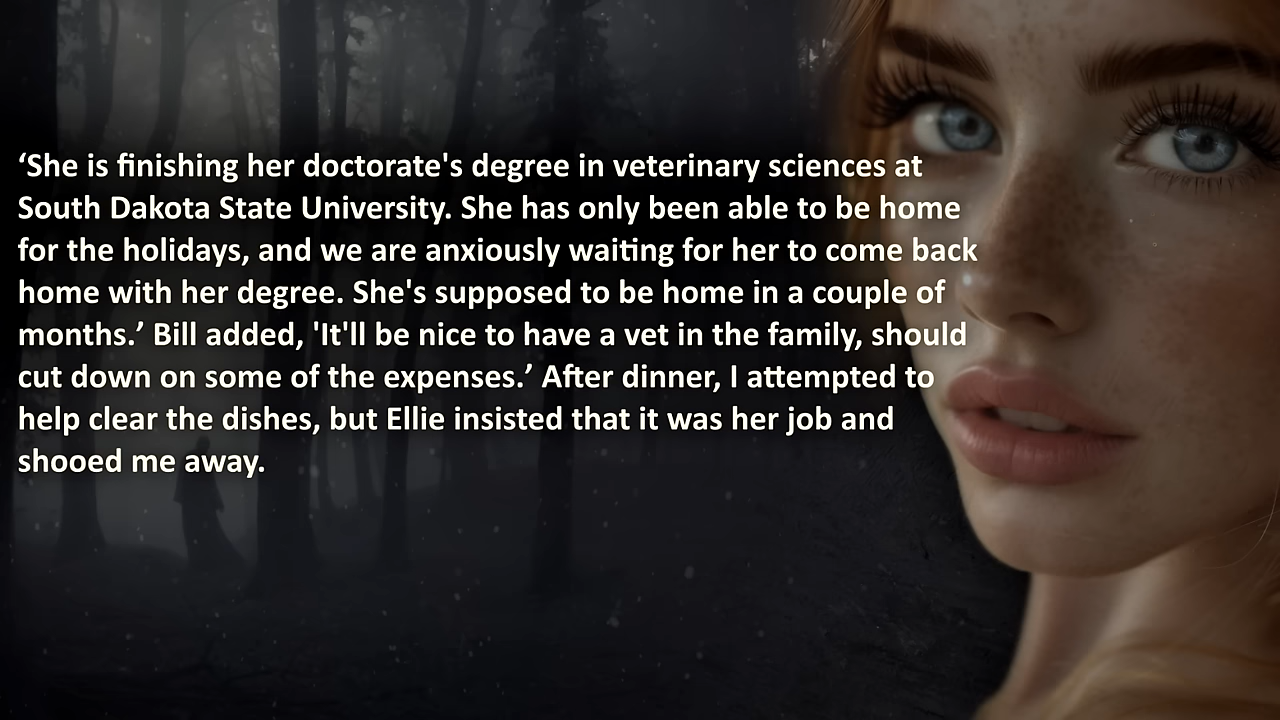 ‘She is finishing her doctorate's degree in veterinary sciences at
South Dakota State University. She has only been able to be home
for the holidays, and we are anxiously waiting for her to come back
home with her degree. She's supposed to be home in a couple of
months.’ Bill added, 'It'll be nice to have a vet in the family, should
cut down on some of the expenses.’ After dinner, I attempted to
help clear the dishes, but Ellie insisted that it was her job and
shooed me away.